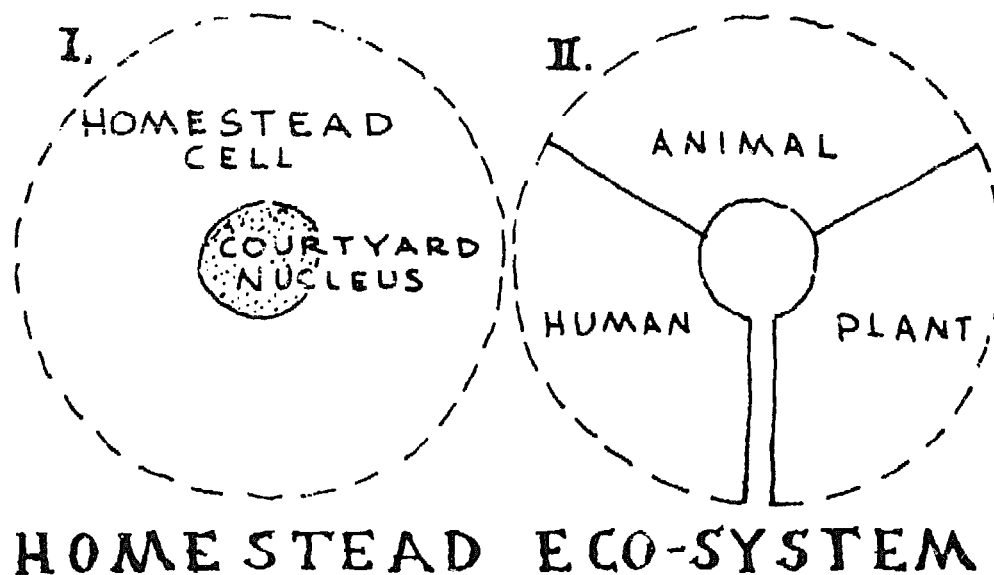 I.
HOMESTEAD
CELL
COURTYARD
NUCLEUS
II.
ANIMAL
HUMAN
PLANT
HOMESTEAD ECO-SYSTEM